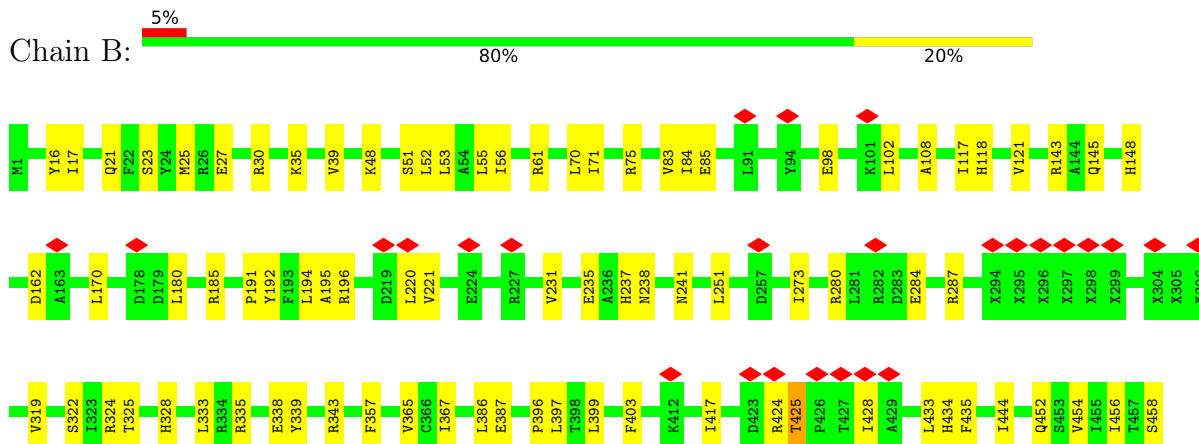 5%
Chain B:
80% 20%
M1 Y16 I17 Q21 F22 S23 Y24 M25 R26 E27 R30 K35 V39 K48 S51 L52 L53 A54 L55 I56 R61 L70 I71 R75 V83 I84 E85 L91 Y94 E98 K101 L102 A108 I117 H118 V121 R143 A144 Q145 H148
D162 A163 L170 D178 D179 L180 R185 P191 Y192 F193 L194 A195 R196 D219 L220 V221 E224 R227 V231 E235 A236 H237 N238 N241 L251 D257 I273 R280 L281 R282 D283 E284 R287 X294 X295 X296 X297 X298 X299 X304 X305
V319 S322 I323 R324 T325 H328 L333 R334 R335 E338 Y339 R343 F357 V365 C366 I367 L386 E387 P396 L397 T398 L399 F403 K412 I417 D423 R424 T425 P426 T427 I428 A429 L433 H434 F435 I444 Q452 S453 V454 I455 I456 T457 S458